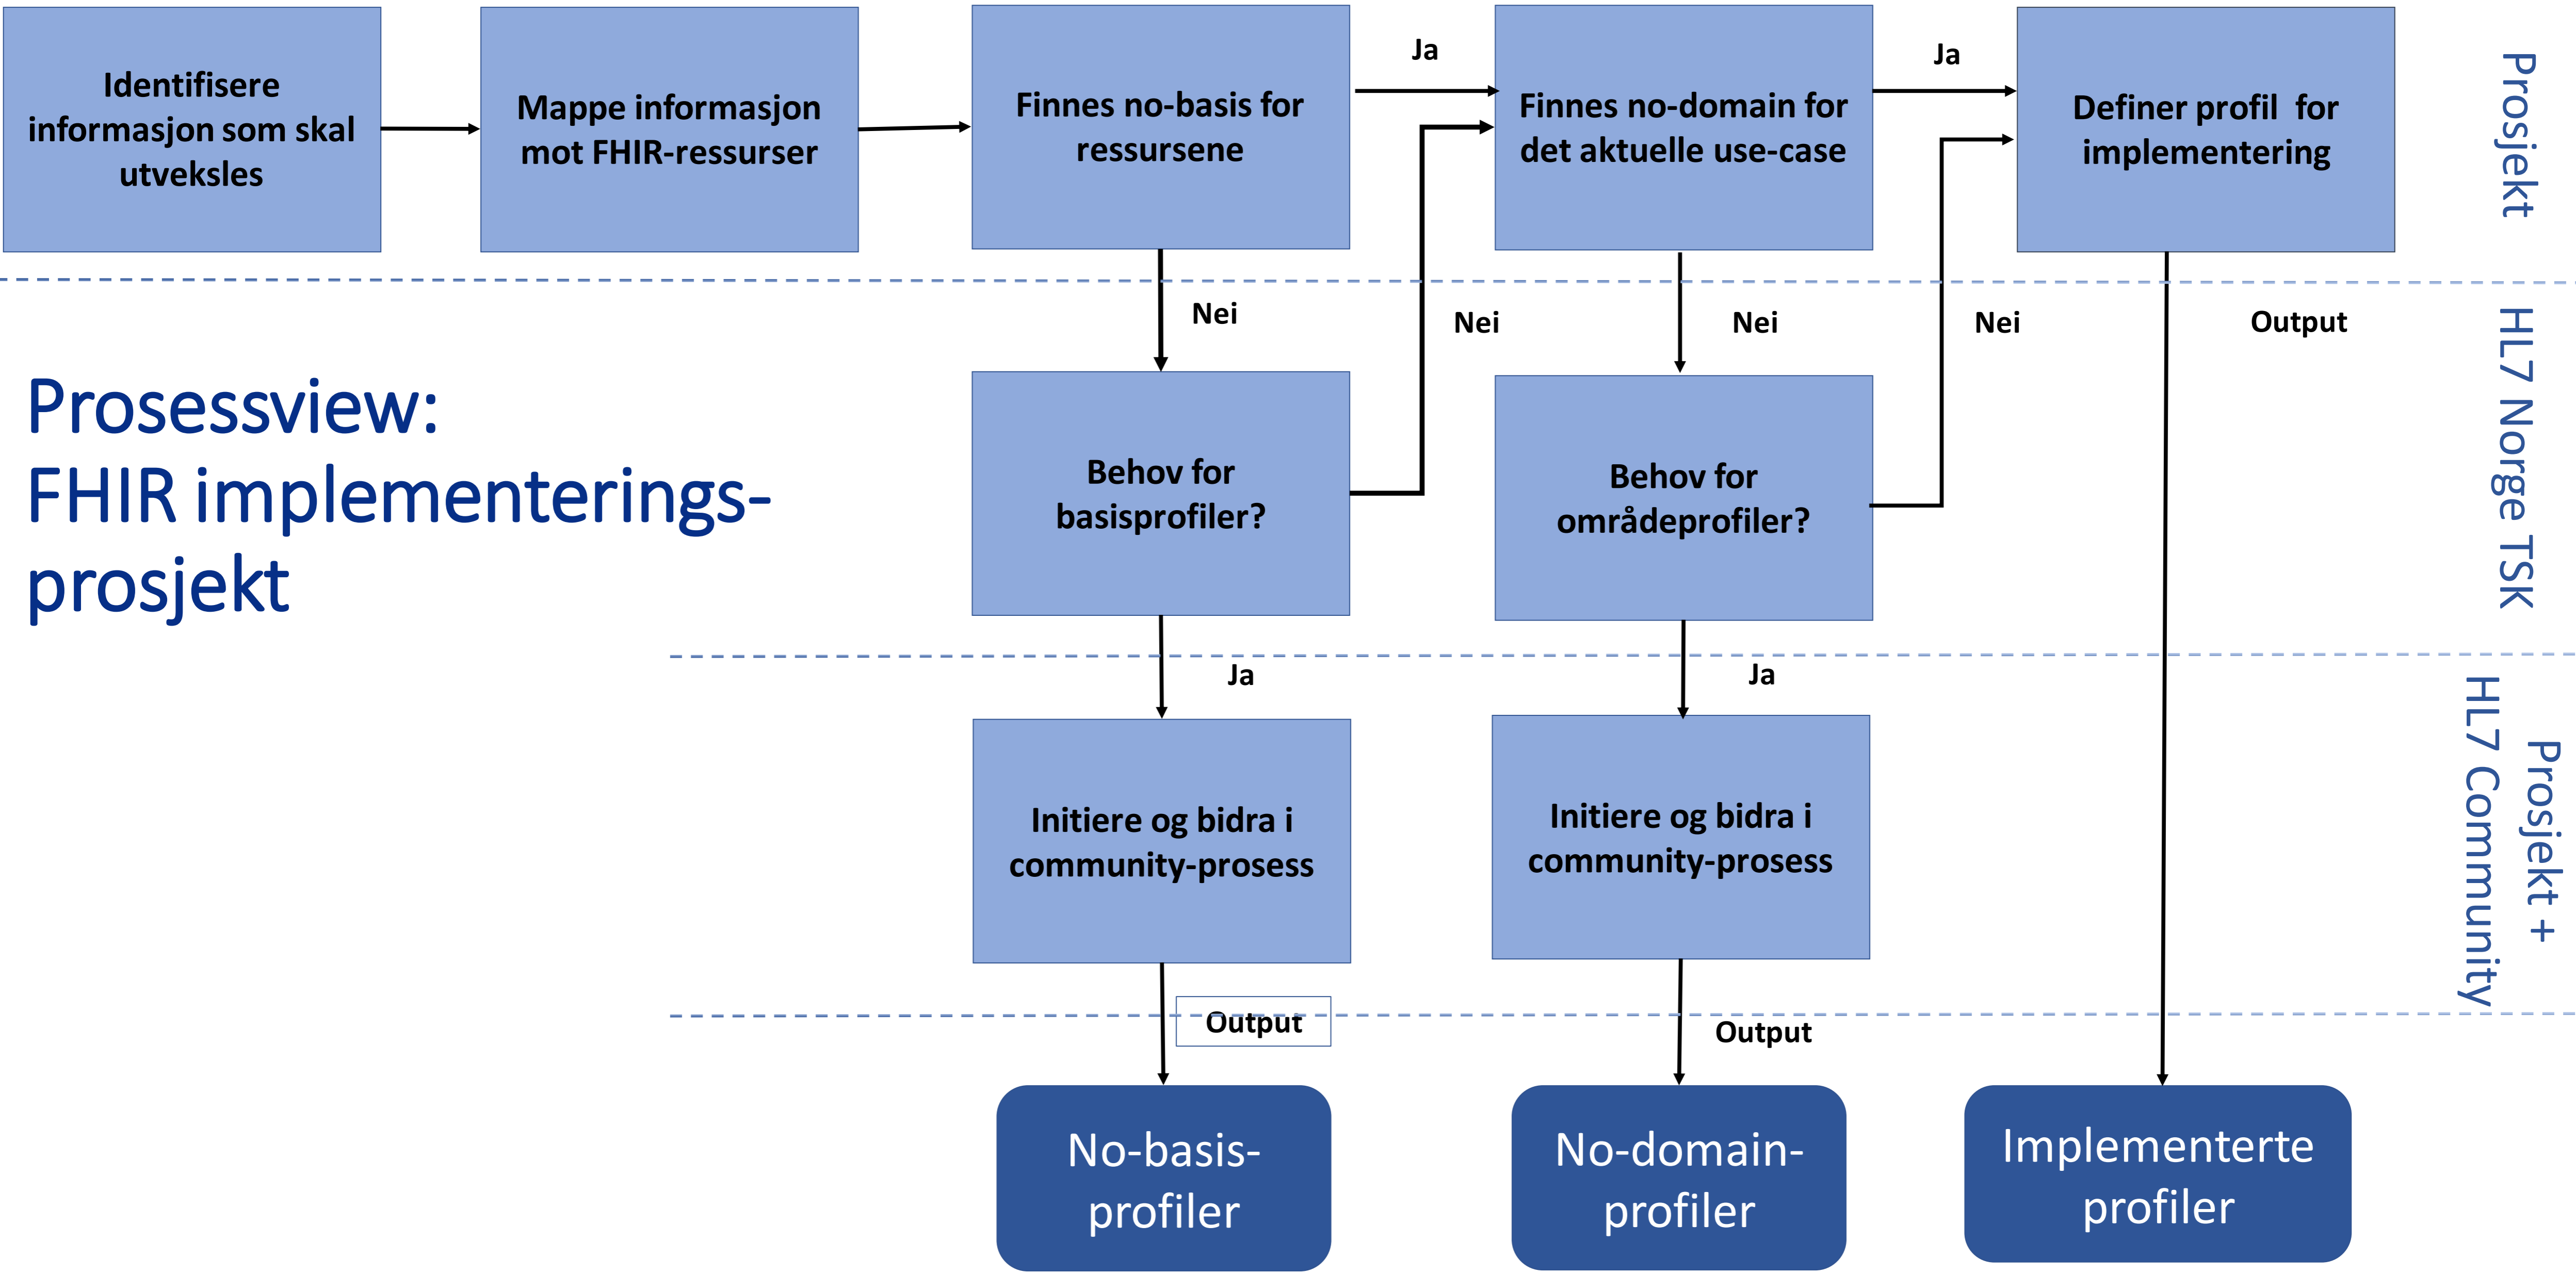 Identifisere
informasjon som skal
utveksles
Mappe informasjon
mot FHIR-ressurser
Finnes no-basis for
ressursene
Ja
Finnes no-domain for
det aktuelle use-case
Ja
Definer profil  for
implementering
Prosjekt
Nei
Nei
Nei
Nei
Output
HL7 Norge TSK
Prosessview:
FHIR implementerings-
prosjekt
Behov for
basisprofiler?
Behov for
områdeprofiler?
Ja
Ja
Prosjekt +
HL7 Community
Initiere og bidra i
community-prosess
Initiere og bidra i
community-prosess
Output
Output
No-basis-
profiler
No-domain-
profiler
Implementerte
profiler